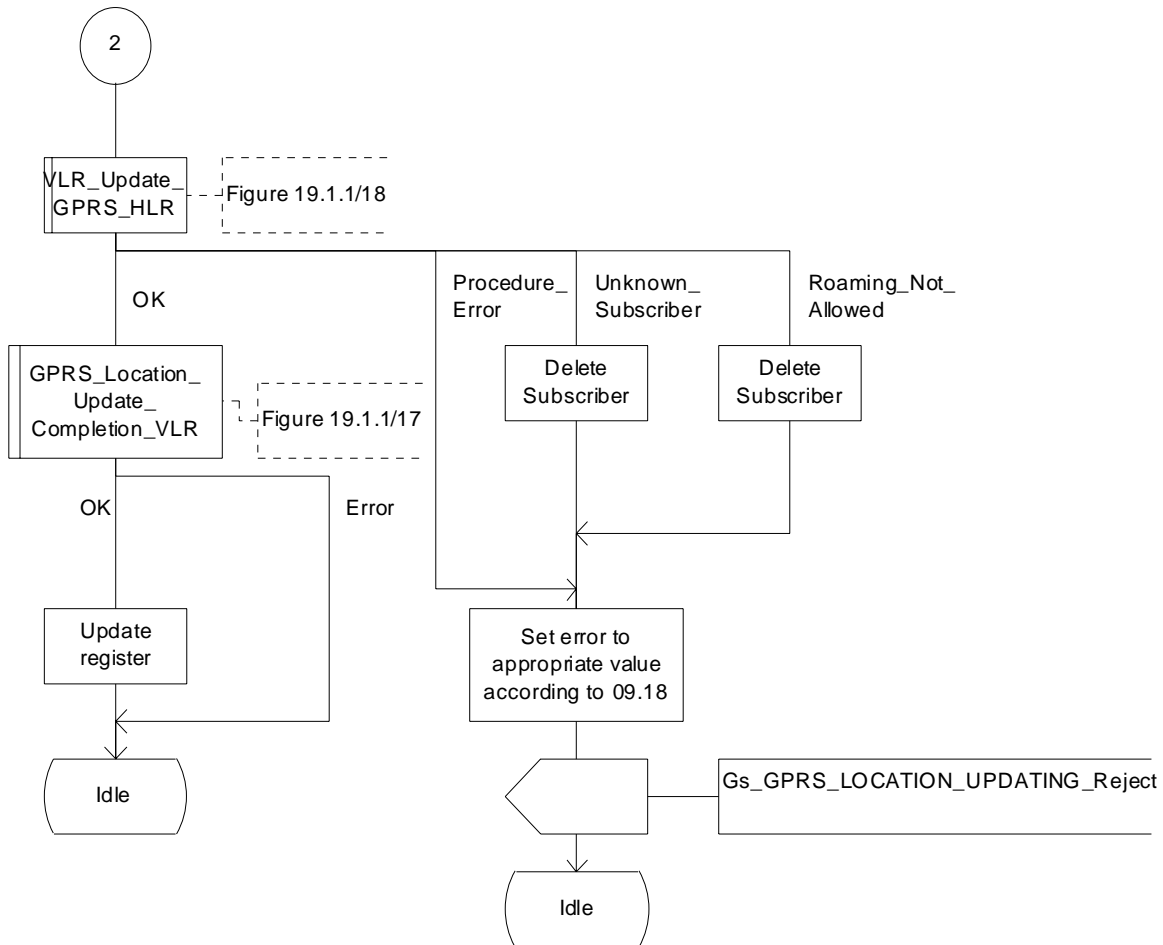 2
VLR_Update_
GPRS_HLR
Figure 19.1.1/18
OK
Procedure_
Error
Unknown_
Subscriber
Roaming_Not_
Allowed
GPRS_Location_
Update_
Completion_VLR
Figure 19.1.1/17
Delete
Subscriber
Delete
Subscriber
OK
Error
Update
register
Set error to
appropriate value
according to 09.18
Idle
Gs_GPRS_LOCATION_UPDATING_Reject
Idle